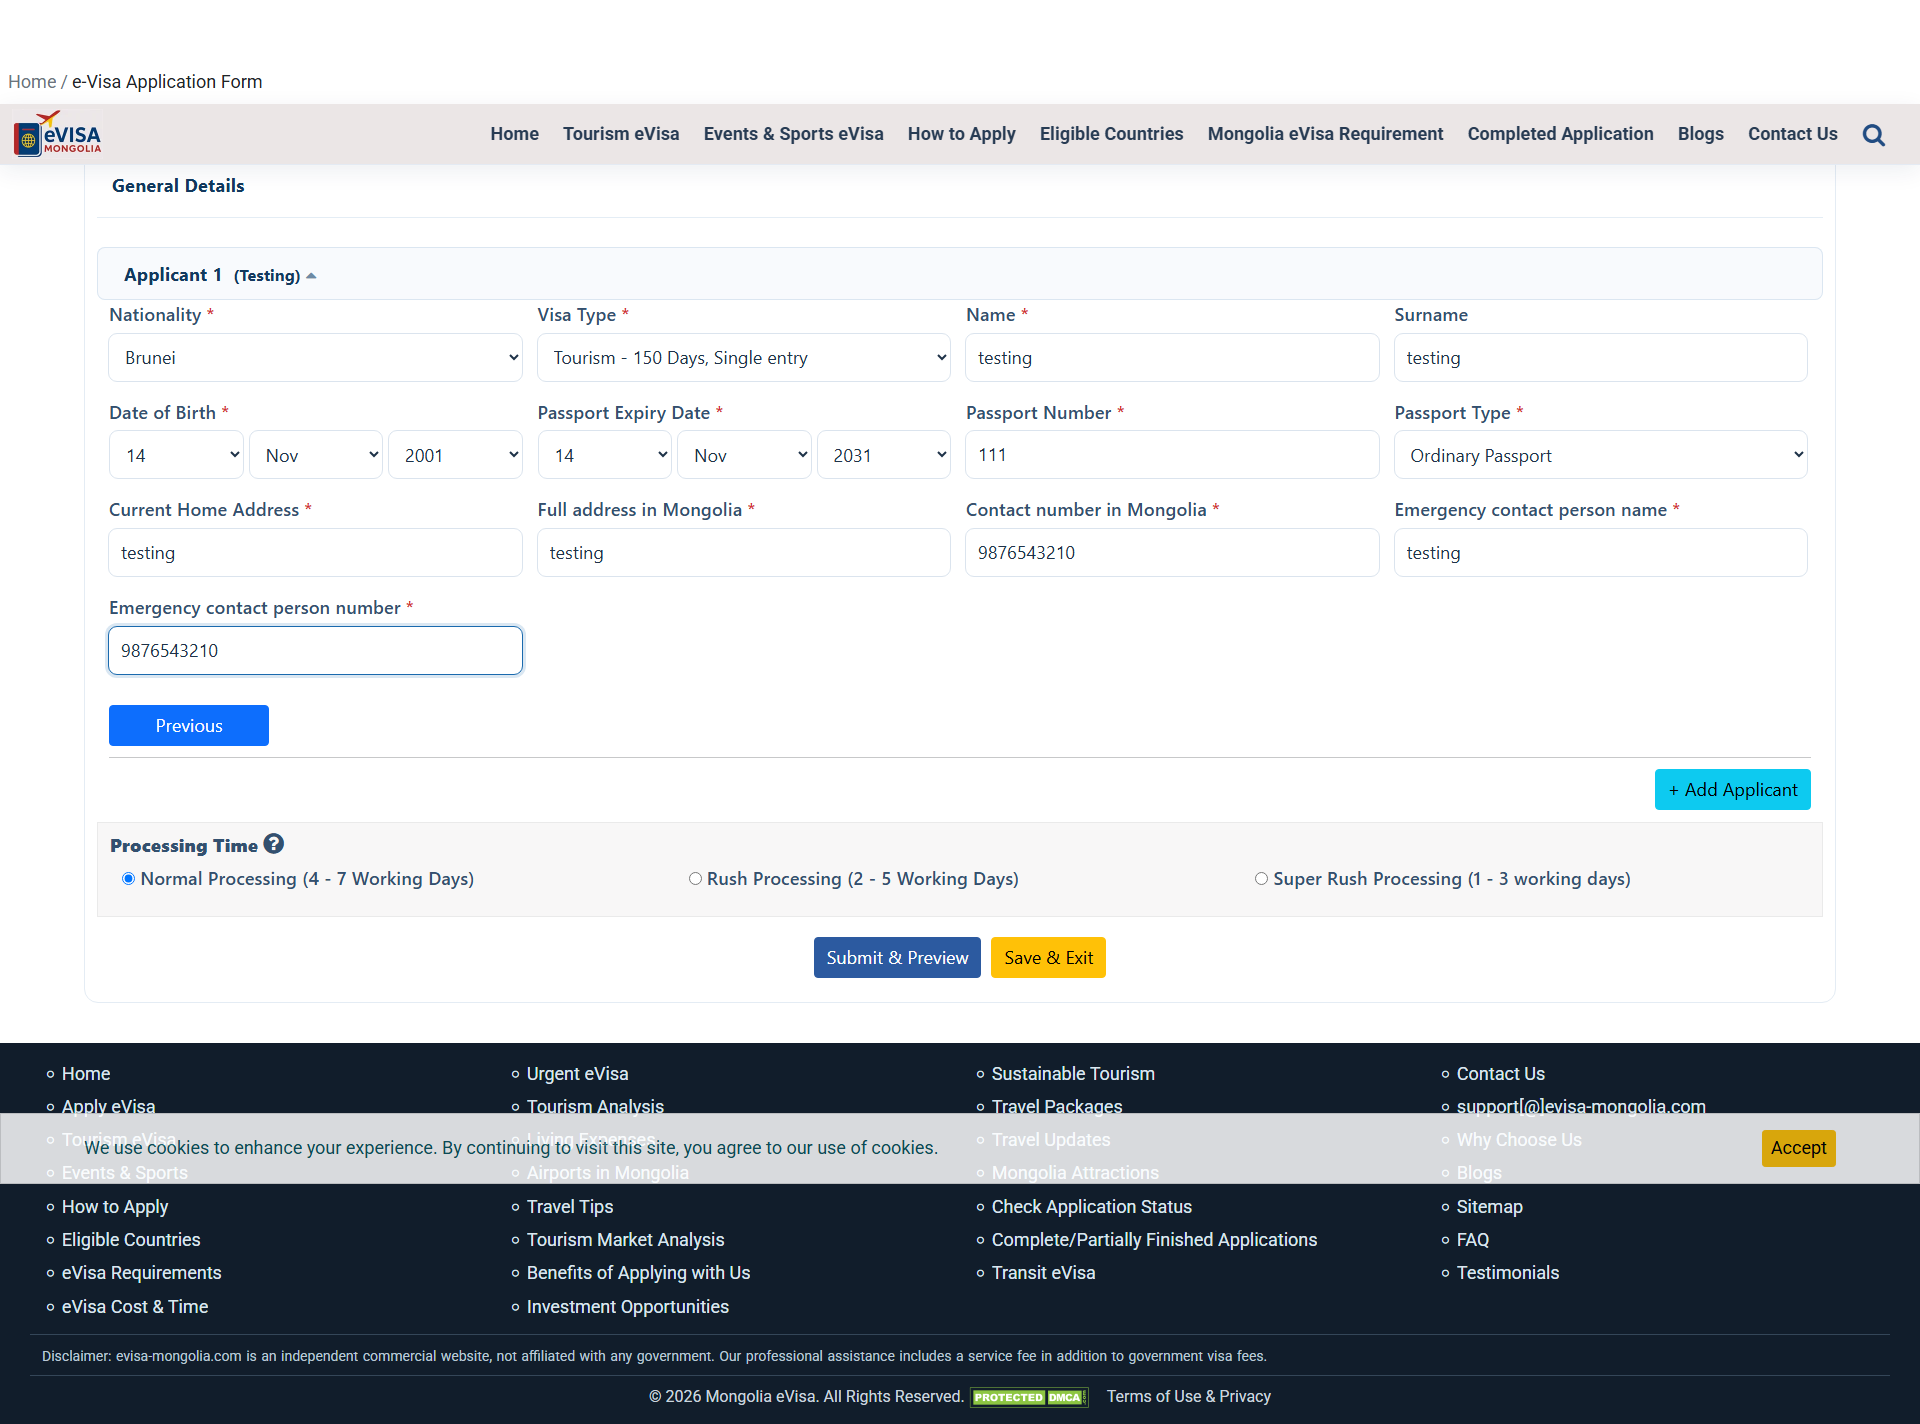 Home / e-Visa Application Form
eVISA
MONGOLIA
Home Tourism eVisa Events & Sports eVisa How to Apply Eligible Countries Mongolia eVisa Requirement Completed Application Blogs Contact Us
General Details
Applicant 1 (Testing)
Nationality * Visa Type * Name * Surname
Brunei Tourism - 150 Days, Single entry testing testing
Date of Birth * Passport Expiry Date * Passport Number * Passport Type *
14 Nov 2001 14 Nov 2031 111 Ordinary Passport
Current Home Address * Full address in Mongolia * Contact number in Mongolia * Emergency contact person name *
testing testing 9876543210 testing
Emergency contact person number *
9876543210
Previous
+ Add Applicant
Processing Time ?
Normal Processing (4 - 7 Working Days) Rush Processing (2 - 5 Working Days) Super Rush Processing (1 - 3 working days)
Submit & Preview Save & Exit
Home Urgent eVisa Sustainable Tourism Contact Us
Apply eVisa Tourism Analysis Travel Packages support[@]evisa-mongolia.com
Tourism eVisa Living Expenses Travel Updates Why Choose Us
We use cookies to enhance your experience. By continuing to visit this site, you agree to our use of cookies. Accept
Events & Sports Airports in Mongolia Mongolia Attractions Blogs
How to Apply Travel Tips Check Application Status Sitemap
Eligible Countries Tourism Market Analysis Complete/Partially Finished Applications FAQ
eVisa Requirements Benefits of Applying with Us Transit eVisa Testimonials
eVisa Cost & Time Investment Opportunities
Disclaimer: evisa-mongolia.com is an independent commercial website, not affiliated with any government. Our professional assistance includes a service fee in addition to government visa fees.
© 2026 Mongolia eVisa. All Rights Reserved. PROTECTED DMCA Terms of Use & Privacy